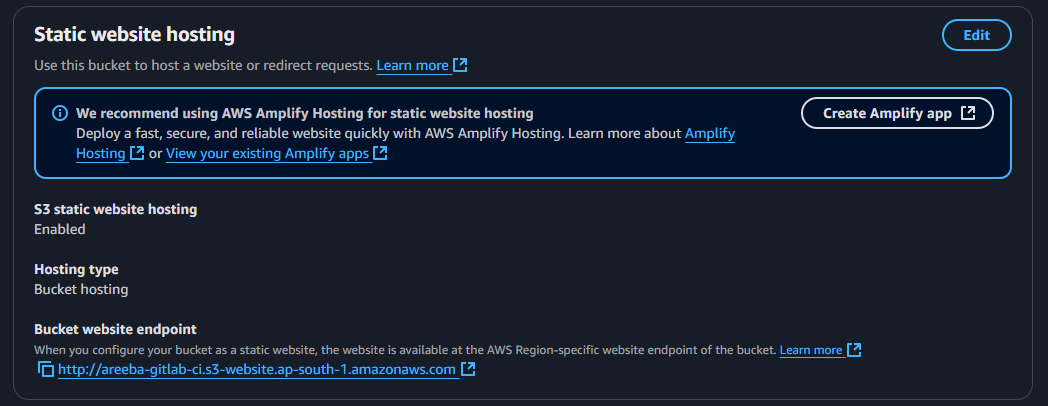 Static website hosting
Edit
Use this bucket to host a website or redirect requests. Learn more
We recommend using AWS Amplify Hosting for static website hosting
Create Amplify app
Deploy a fast, secure, and reliable website quickly with AWS Amplify Hosting. Learn more about Amplify
Hosting or View your existing Amplify apps
S3 static website hosting
Enabled
Hosting type
Bucket hosting
Bucket website endpoint
When you configure your bucket as a static website, the website is available at the AWS Region-specific website endpoint of the bucket. Learn more
http://areeba-gitlab-ci.s3-website.ap-south-1.amazonaws.com